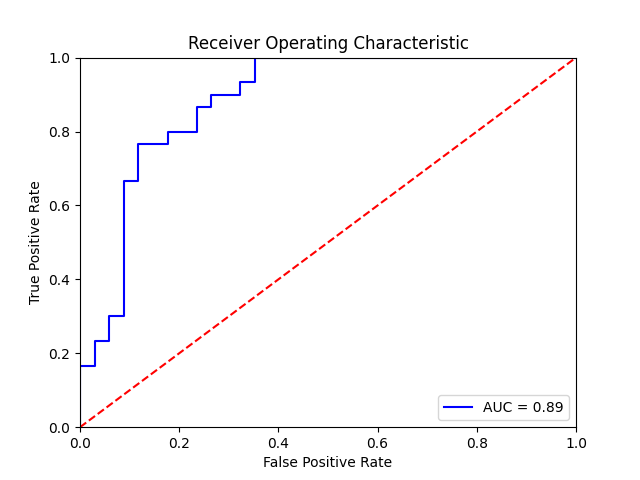 Receiver Operating Characteristic
True Positive Rate
1.0
0.8
0.6
0.4
0.2
0.0
0.0 0.2 0.4 0.6 0.8 1.0
False Positive Rate
AUC = 0.89